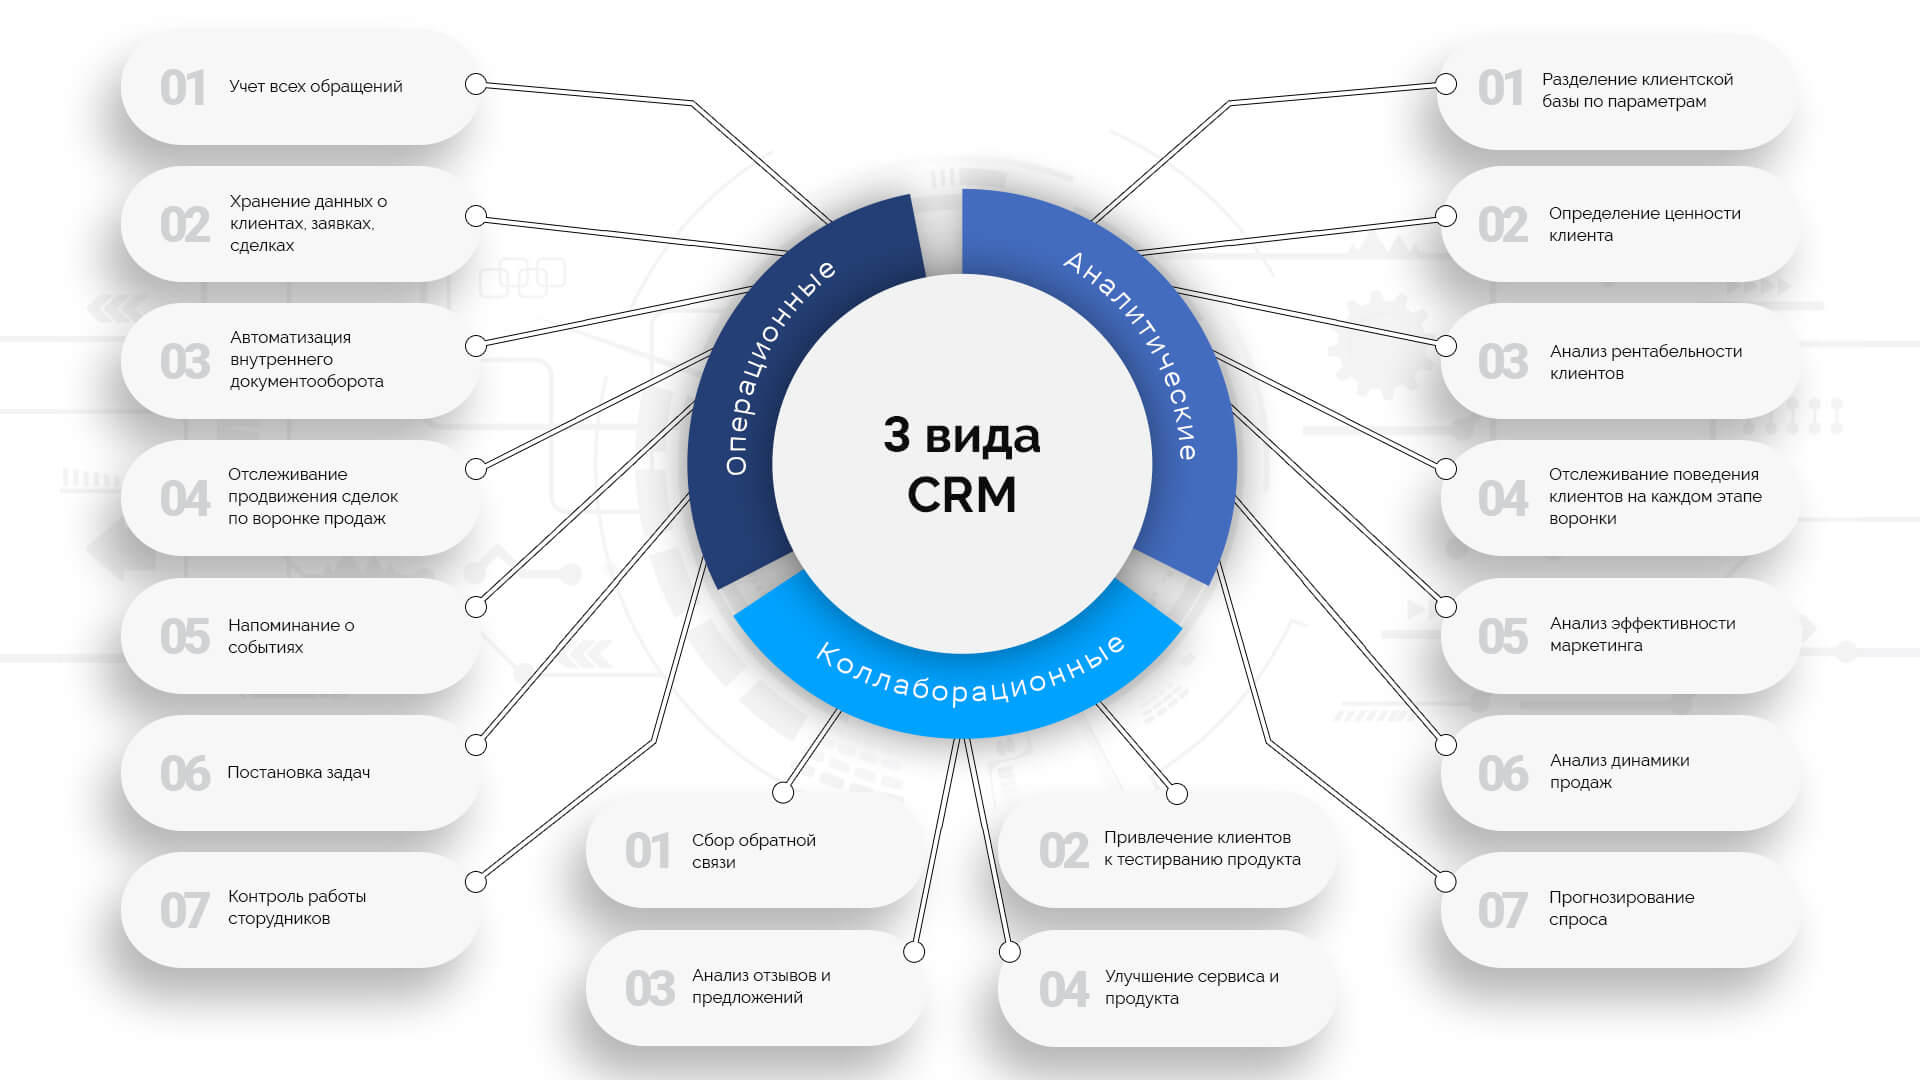 3 вида
CRM
Операционные
01
Учет всех обращений
02
Хранение данных о
клиентах, заявках,
сделках
03
Автоматизация
внутреннего
документооборота
04
Отслеживание
продвижения сделок
по воронке продаж
05
Напоминание о
событиях
06
Постановка задач
07
Контроль работы
сторудников
Аналитические
01
Разделение клиентской
базы по параметрам
02
Определение ценности
клиента
03
Анализ рентабельности
клиентов
04
Отслеживание поведения
клиентов на каждом этапе
воронки
05
Анализ эффективности
маркетинга
06
Анализ динамики
продаж
07
Прогнозирование
спроса
Коллаборационные
01
Сбор обратной
связи
02
Привлечение клиентов
к тестирванию продукта
03
Анализ отзывов и
предложений
04
Улучшение сервиса и
продукта